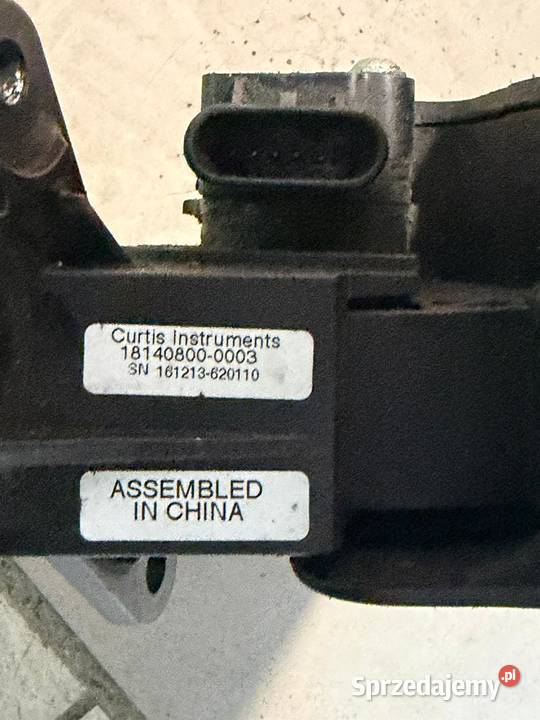 Curtis Instruments
18140800-0003
SN 161213-620110
ASSEMBLED
IN CHINA
Sprzedajemy.pl